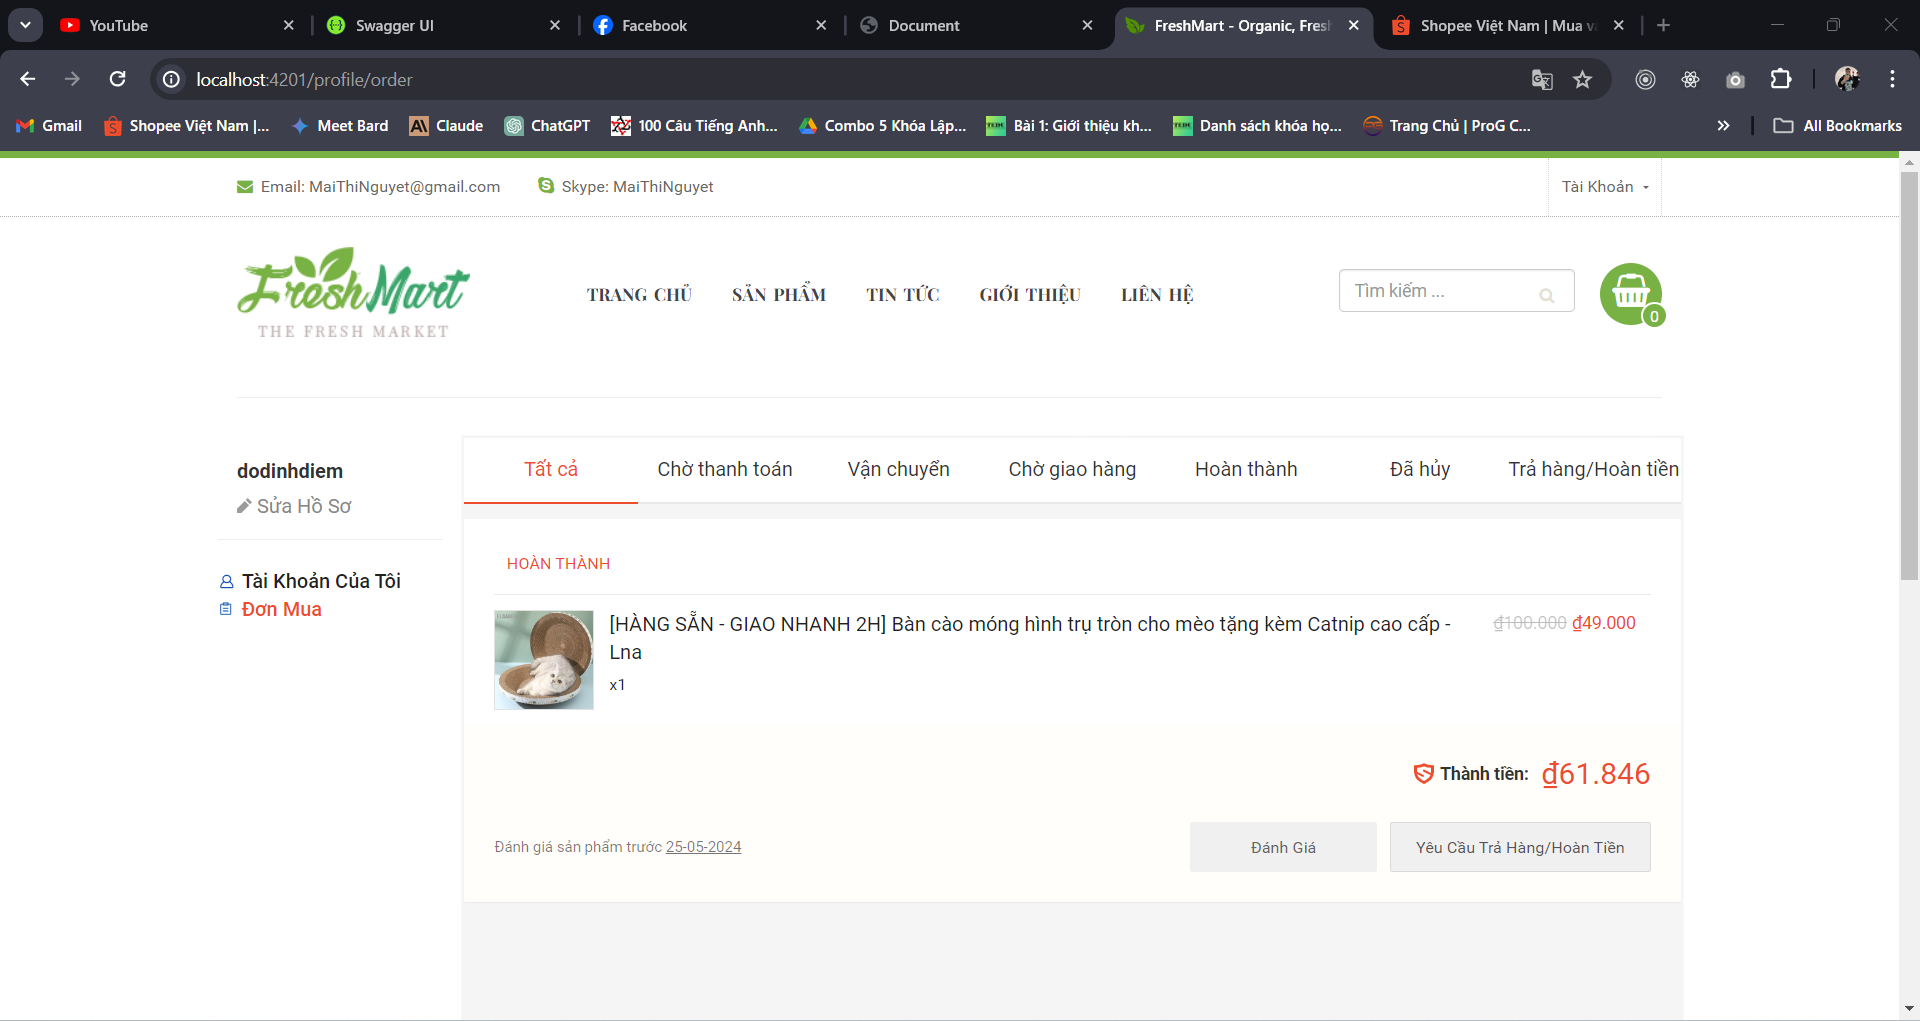 YouTube
Swagger UI
Facebook
Document
FreshMart - Organic, Fresh
Shopee Việt Nam | Mua và
localhost:4201/profile/order
Gmail
Shopee Việt Nam |...
Meet Bard
Claude
ChatGPT
100 Câu Tiếng Anh...
Combo 5 Khóa Lập...
Bài 1: Giới thiệu kh...
Danh sách khóa họ...
Trang Chủ | ProG C...
All Bookmarks
Email: MaiThiNguyet@gmail.com
Skype: MaiThiNguyet
Tài Khoản
FreshMart
THE FRESH MARKET
TRANG CHỦ
SẢN PHẨM
TIN TỨC
GIỚI THIỆU
LIÊN HỆ
Tìm kiếm ...
0
dodinhdiem
Sửa Hồ Sơ
Tài Khoản Của Tôi
Đơn Mua
Tất cả
Chờ thanh toán
Vận chuyển
Chờ giao hàng
Hoàn thành
Đã hủy
Trả hàng/Hoàn tiền
HOÀN THÀNH
[HÀNG SẴN - GIAO NHANH 2H] Bàn cào móng hình trụ tròn cho mèo tặng kèm Catnip cao cấp -
Lna
x1
₫100.000 ₫49.000
Thành tiền: ₫61.846
Đánh giá sản phẩm trước 25-05-2024
Đánh Giá
Yêu Cầu Trả Hàng/Hoàn Tiền